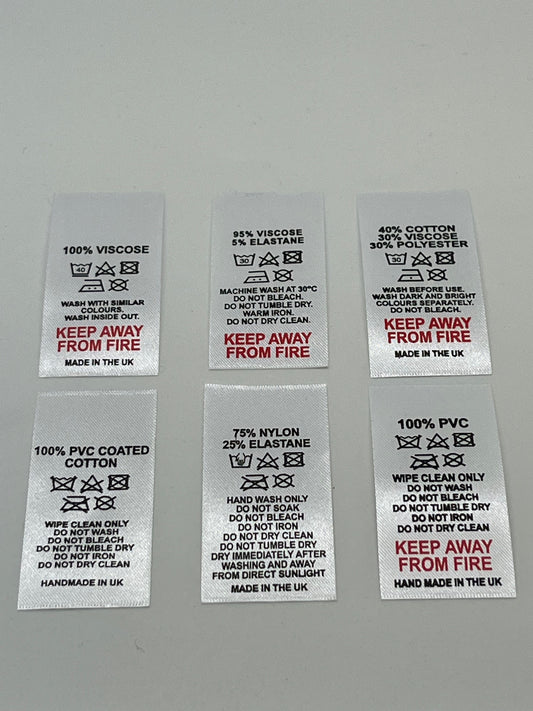 100% VISCOSE
40
WASH WITH SIMILAR
COLOURS.
WASH INSIDE OUT.
KEEP AWAY
FROM FIRE
MADE IN THE UK
95% VISCOSE
5% ELASTANE
30
MACHINE WASH AT 30°C
DO NOT BLEACH.
DO NOT TUMBLE DRY.
WARM IRON.
DO NOT DRY CLEAN.
KEEP AWAY
FROM FIRE
40% COTTON
30% VISCOSE
30% POLYESTER
30
WASH BEFORE USE.
WASH DARK AND BRIGHT
COLOURS SEPARATELY.
DO NOT BLEACH.
KEEP AWAY
FROM FIRE
MADE IN THE UK
100% PVC COATED
COTTON
WIPE CLEAN ONLY
DO NOT WASH
DO NOT BLEACH
DO NOT TUMBLE DRY
DO NOT IRON
DO NOT DRY CLEAN
HANDMADE IN UK
75% NYLON
25% ELASTANE
HAND WASH ONLY
DO NOT SOAK
DO NOT BLEACH
DO NOT IRON
DO NOT DRY CLEAN
DO NOT TUMBLE DRY
DRY IMMEDIATELY AFTER
WASHING AND AWAY
FROM DIRECT SUNLIGHT
MADE IN THE UK
100% PVC
WIPE CLEAN ONLY
DO NOT WASH
DO NOT BLEACH
DO NOT TUMBLE DRY
DO NOT IRON
DO NOT DRY CLEAN
KEEP AWAY
FROM FIRE
HAND MADE IN THE UK